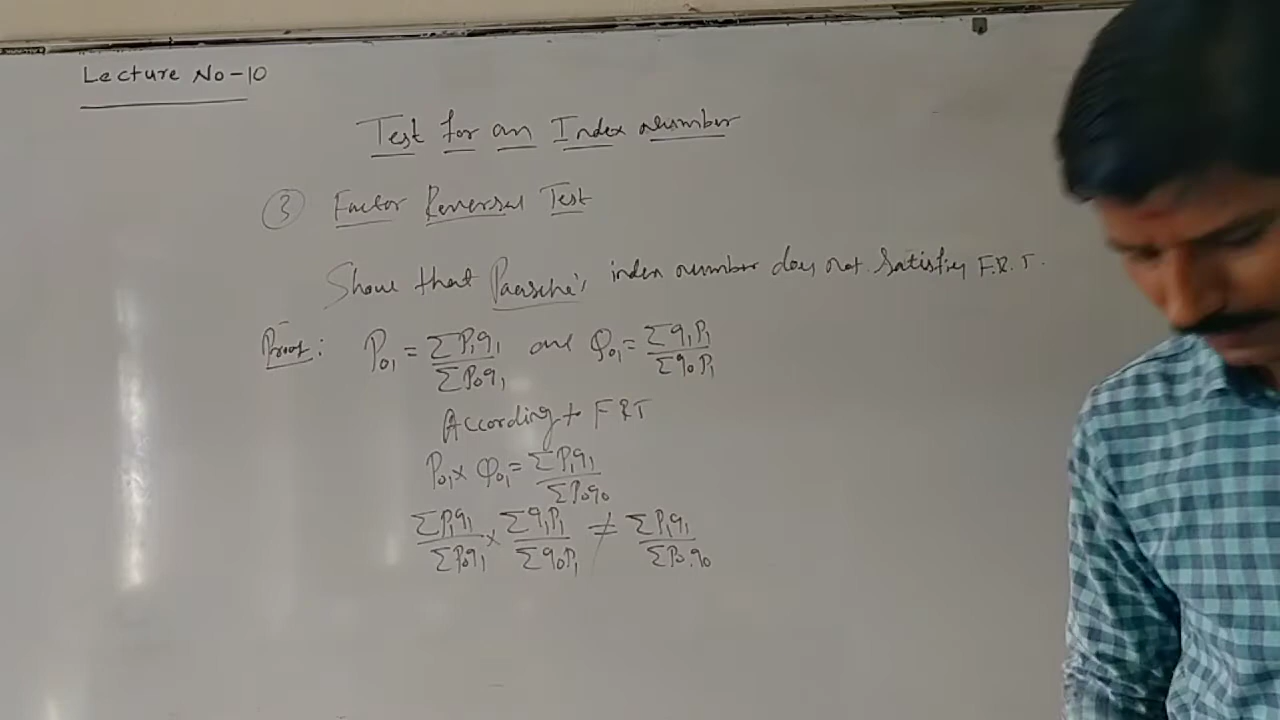 Lecture No-10
Test for an Index Number
③ Factor Reversal Test
Show that Paasche's index number does not satisfy F.R.T.
Proof: P₀₁ = ΣP₁q₁ / ΣP₀q₁ and Q₀₁ = Σq₁P₁ / Σq₀P₁
According to FRT
P₀₁ x Q₀₁ = ΣP₁q₁ / ΣP₀q₀
ΣP₁q₁ / ΣP₀q₁ x Σq₁P₁ / Σq₀P₁ ≠ ΣP₁q₁ / ΣP₀.q₀